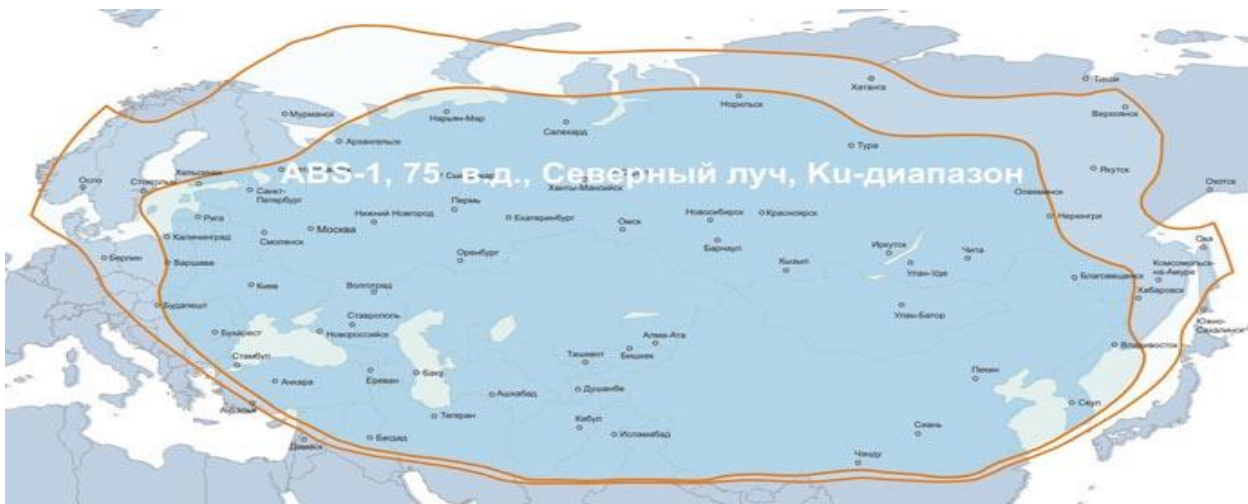 Тикси
Хатанга
Норильск
Верхоянск
Мурманск
Нарьян-Мар
Салехард
Архангельск
Тура
ABS-1, 75 в.д., Северный луч, Ku-диапазон
Якутск
Осло
Стокгольм
Хельсинки
Санкт-
Петербург
Ханты-Мансийск
Олекминск
Охотск
Пермь
Рига
Нижний Новгород
Екатеринбург
Новосибирск
Красноярск
Нерюнгри
Москва
Смоленск
Омск
Калининград
Барнаул
Иркутск
Чита
Оха
Берлин
Варшава
Оренбург
Кызыл
Улан-Уде
Комсомольск-
на-Амуре
Благовещенск
Хабаровск
Киев
Волгоград
Будапешт
Улан-Батор
Ставрополь
Южно-
Сахалинск
Бухарест
Новороссийск
Алма-Ата
Бишкек
Владивосток
Стамбул
Ташкент
Анкара
Ереван
Баку
Пекин
Ашхабад
Душанбе
Тегеран
Сеул
Кабул
Исламабад
Дамаск
Багдад
Сиань
Чэнду